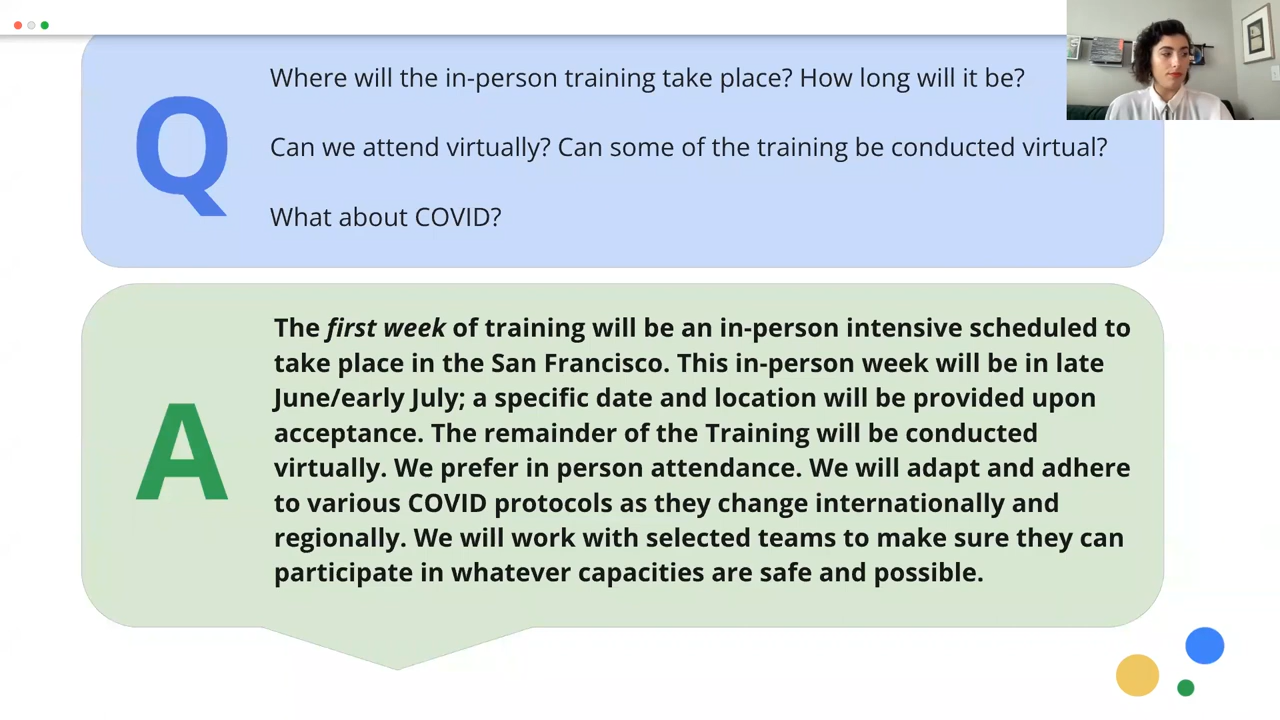 Where will the in-person training take place? How long will it be?
Q
Can we attend virtually? Can some of the training be conducted virtual?
What about COVID?
The first week of training will be an in-person intensive scheduled to
take place in the San Francisco. This in-person week will be in late
June/early July; a specific date and location will be provided upon
acceptance. The remainder of the Training will be conducted
A
virtually. We prefer in person attendance. We will adapt and adhere
to various COVID protocols as they change internationally and
regionally. We will work with selected teams to make sure they can
participate in whatever capacities are safe and possible.